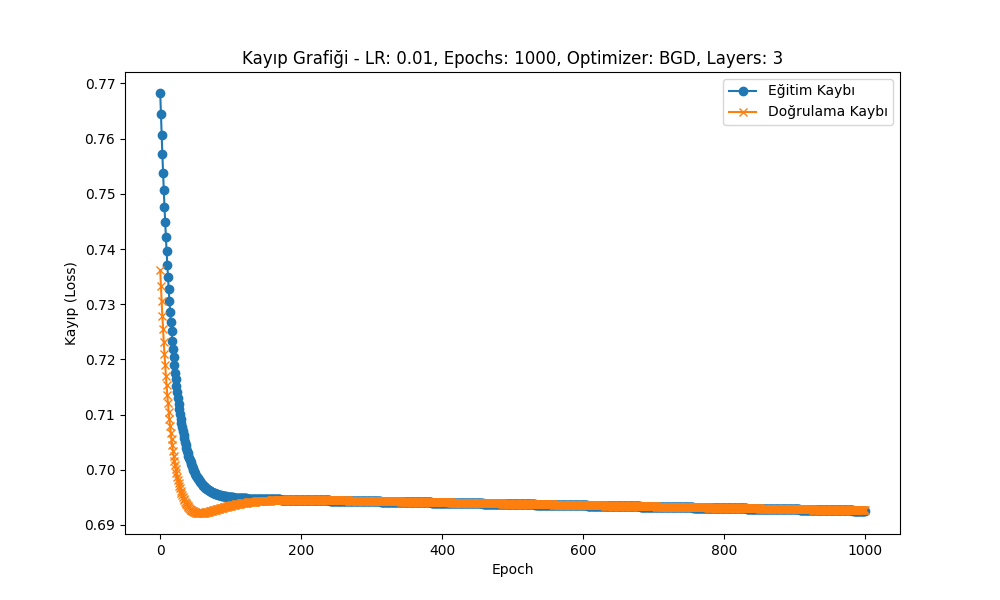 Kayıp Grafiği - LR: 0.01, Epochs: 1000, Optimizer: BGD, Layers: 3
Eğitim Kaybı
Doğrulama Kaybı
0.77
0.76
0.75
0.74
0.73
0.72
0.71
0.70
0.69
Kayıp (Loss)
0 200 400 600 800 1000
Epoch